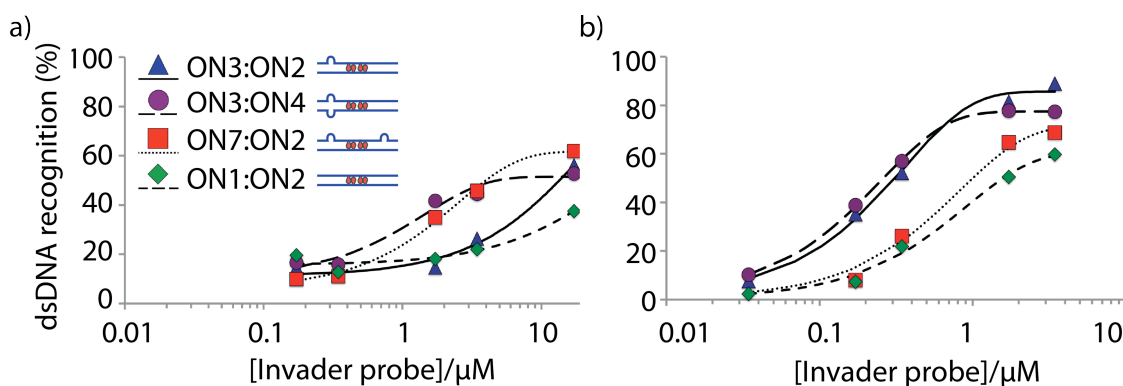 a)
dsDNA recognition (%)
100
80
60
40
20
0
ON3:ON2
ON3:ON4
ON7:ON2
ON1:ON2
0.01 0.1 1 10
[Invader probe]/μM
b)
100
80
60
40
20
0
0.01 0.1 1 10
[Invader probe]/μM